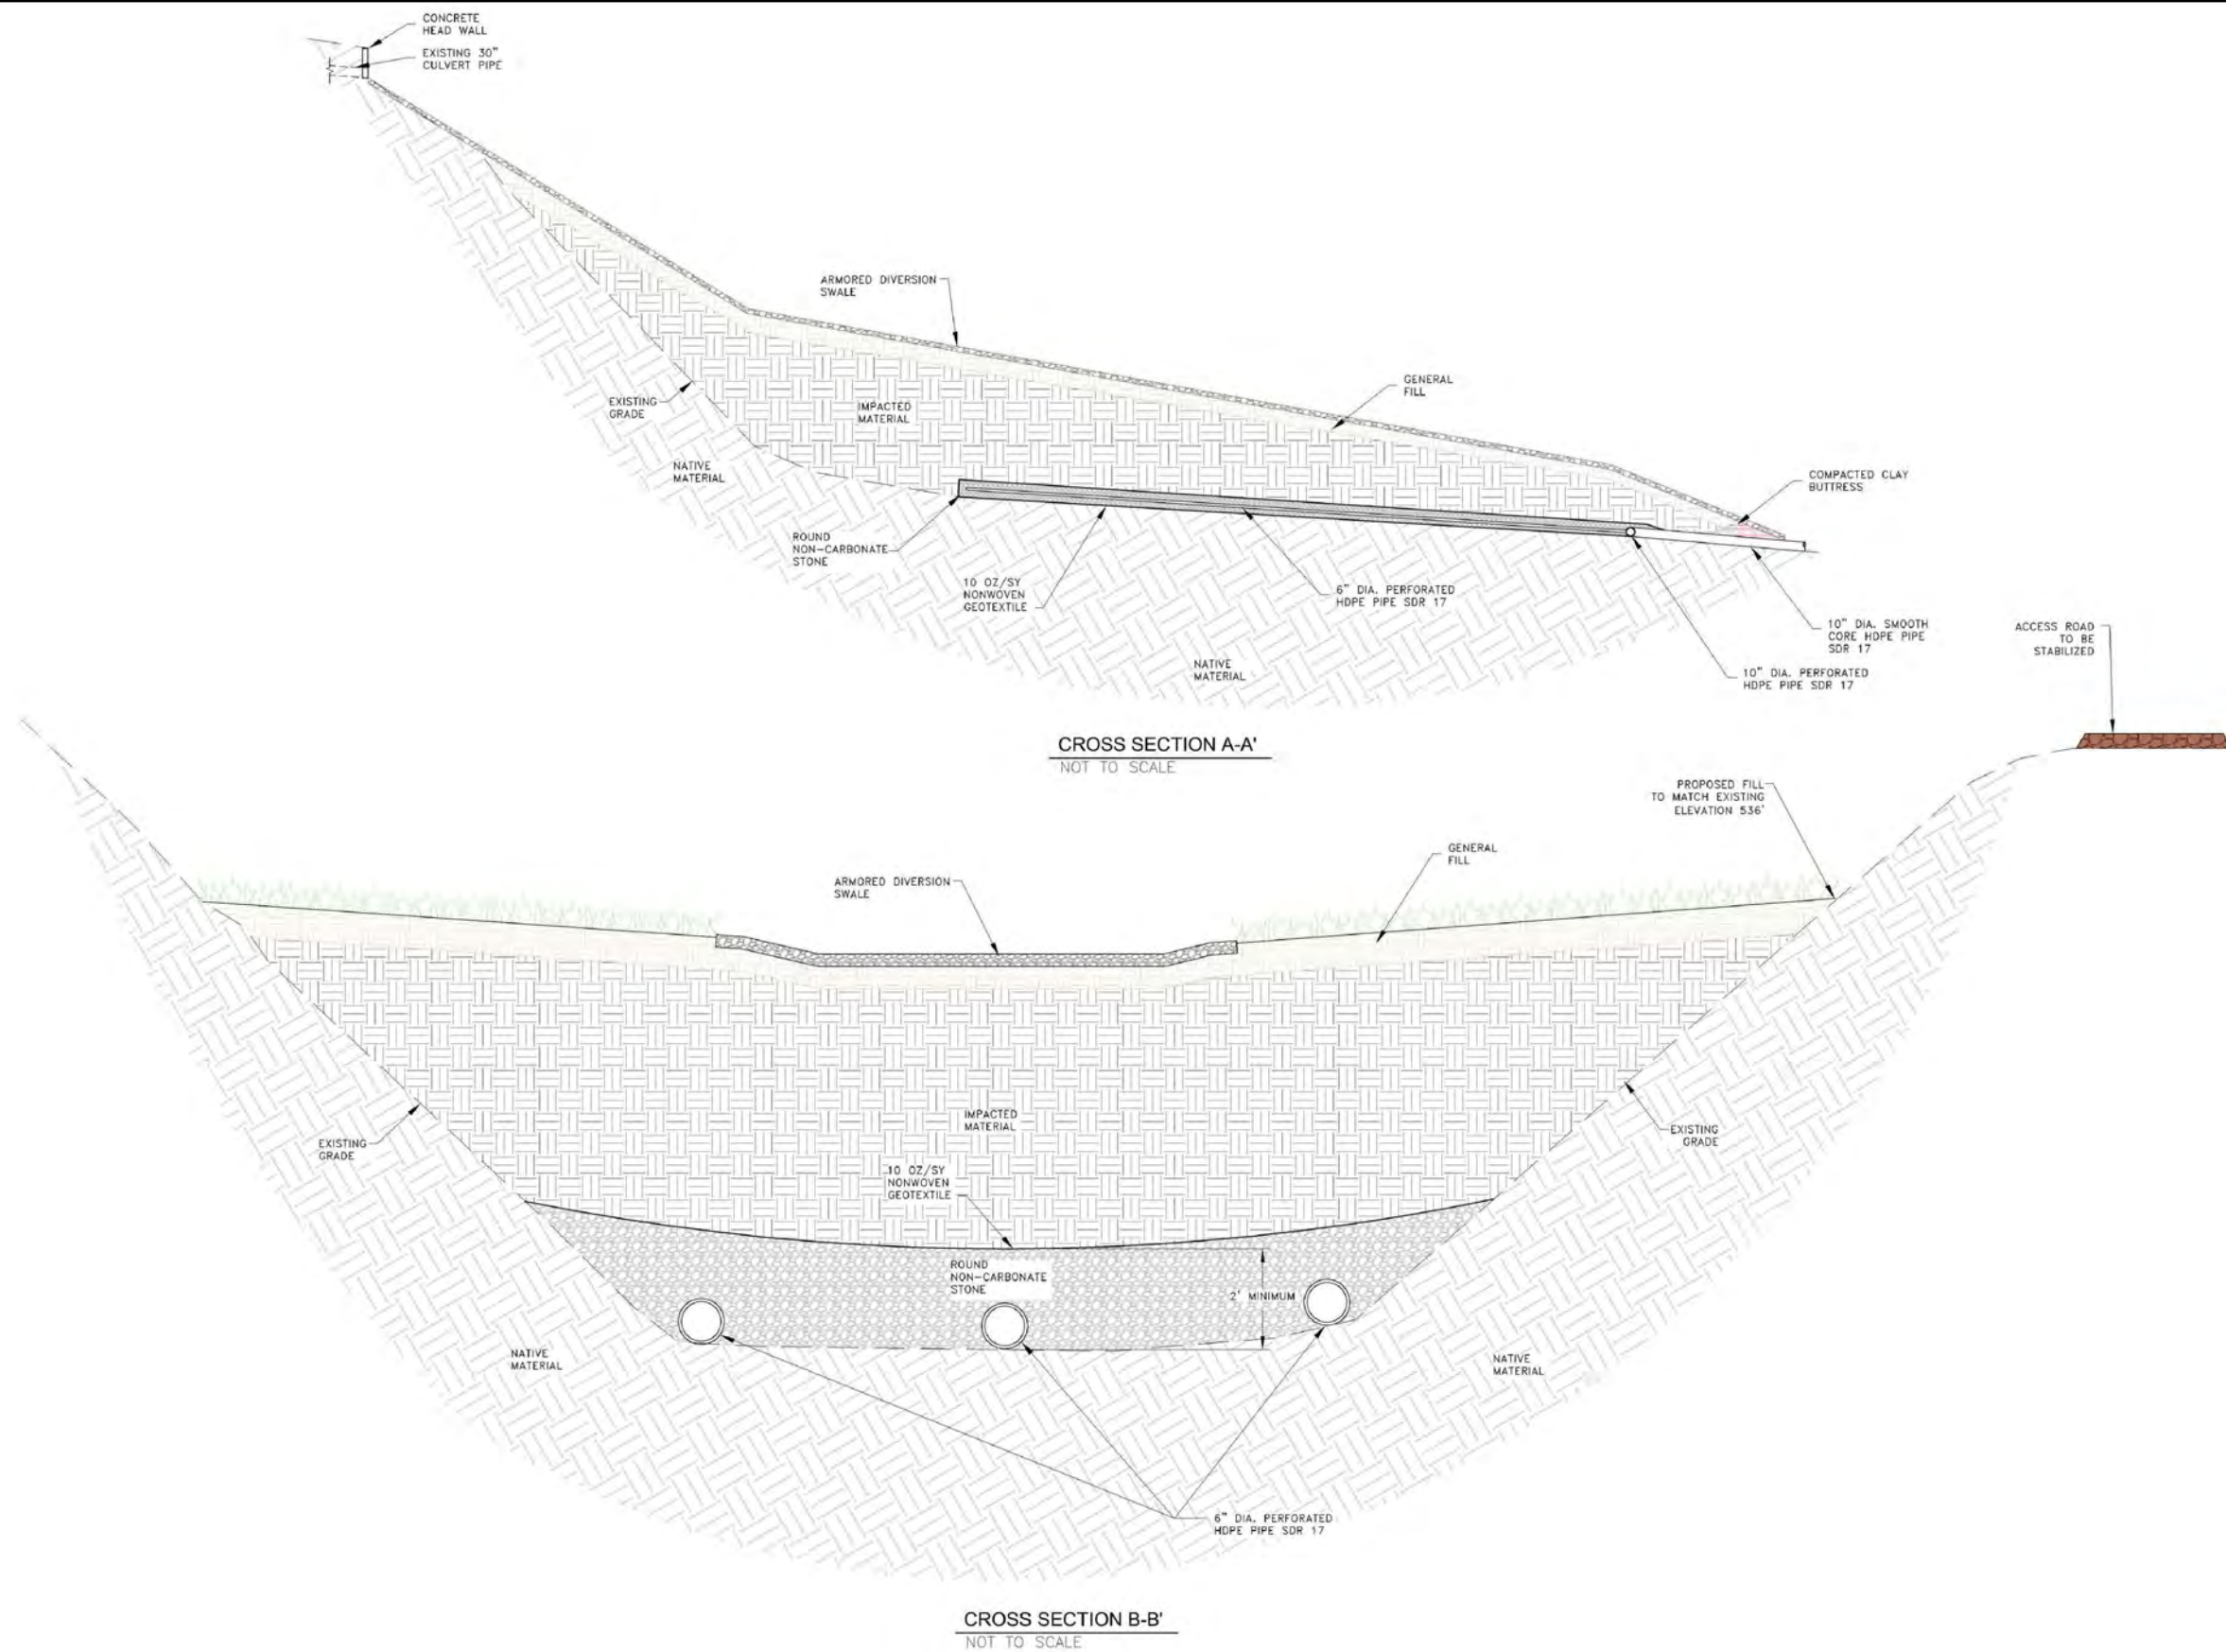 CONCRETE
HEAD WALL
EXISTING 30"
CULVERT PIPE
ARMORED DIVERSION
SWALE
GENERAL
FILL
EXISTING
GRADE
IMPACTED
MATERIAL
NATIVE
MATERIAL
COMPACTED CLAY
BUTTRESS
ROUND
NON-CARBONATE
STONE
10 OZ/SY
NONWOVEN
GEOTEXTILE
6" DIA. PERFORATED
HDPE PIPE SDR 17
10" DIA. SMOOTH
CORE HDPE PIPE
SDR 17
NATIVE
MATERIAL
10" DIA. PERFORATED
HDPE PIPE SDR 17
CROSS SECTION A-A'
NOT TO SCALE
ACCESS ROAD
TO BE
STABILIZED
PROPOSED FILL
TO MATCH EXISTING
ELEVATION 536'
GENERAL
FILL
ARMORED DIVERSION
SWALE
IMPACTED
MATERIAL
EXISTING
GRADE
EXISTING
GRADE
10 OZ/SY
NONWOVEN
GEOTEXTILE
ROUND
NON-CARBONATE
STONE
2' MINIMUM
NATIVE
MATERIAL
NATIVE
MATERIAL
6" DIA. PERFORATED
HDPE PIPE SDR 17
CROSS SECTION B-B'
NOT TO SCALE